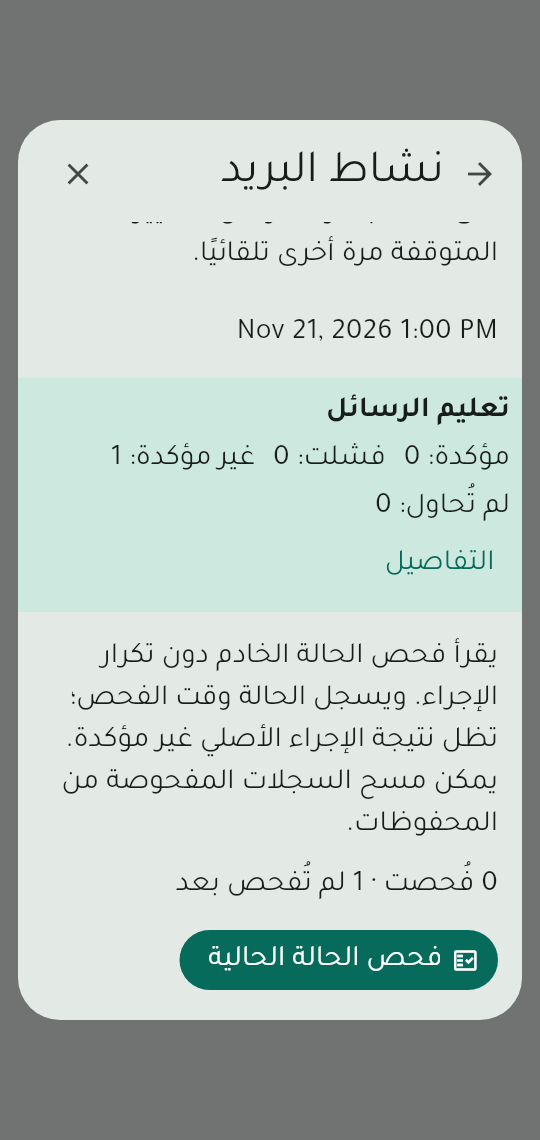 نشاط البريد
المتوقفة مرة أخرى تلقائيًا.
Nov 21, 2026 1:00 PM
تعليم الرسائل
مؤكدة: 0 فشلت: 0 غير مؤكدة: 1
لم تُحاول: 0
التفاصيل
يقرأ فحص الحالة الخادم دون تكرار
الإجراء. ويسجل الحالة وقت الفحص؛
تظل نتيجة الإجراء الأصلي غير مؤكدة.
يمكن مسح السجلات المفحوصة من
المحفوظات.
0 فُحصت · 1 لم تُفحص بعد
فحص الحالة الحالية